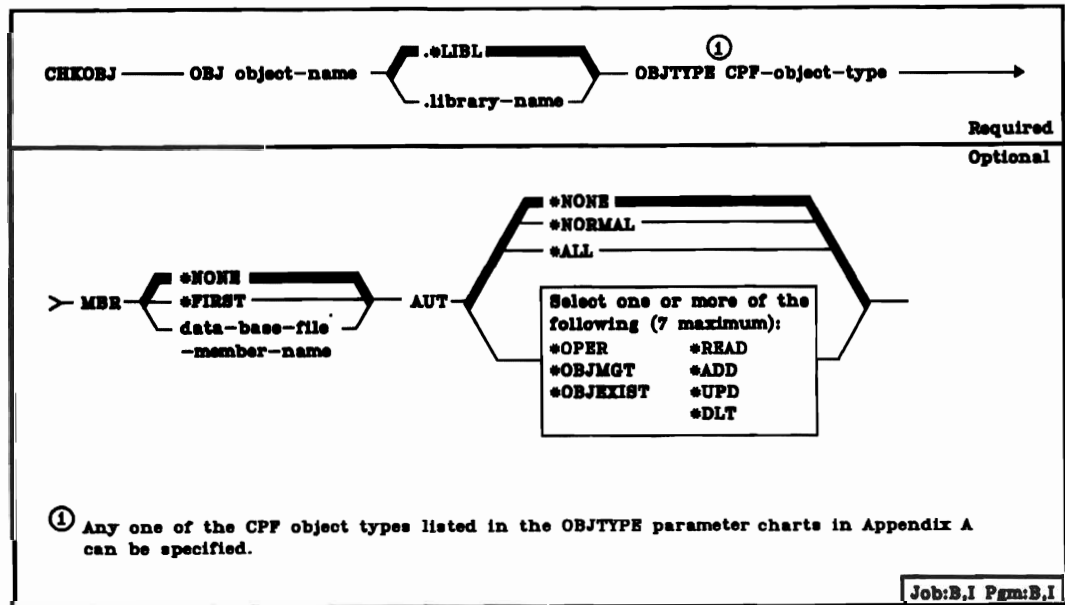 ①
.*LIBL
CHKOBJ OBJ object-name OBJTYPE CPF-object-type
.library-name
Required
Optional
*NONE
*NORMAL
*ALL
*NONE
> MBR *FIRST AUT
data-base-file
-member-name
Select one or more of the
following (7 maximum):
*OPER *READ
*OBJMGT *ADD
*OBJEXIST *UPD
*DLT
① Any one of the CPF object types listed in the OBJTYPE parameter charts in Appendix A
can be specified.
Job:B,I Pgm:B,I